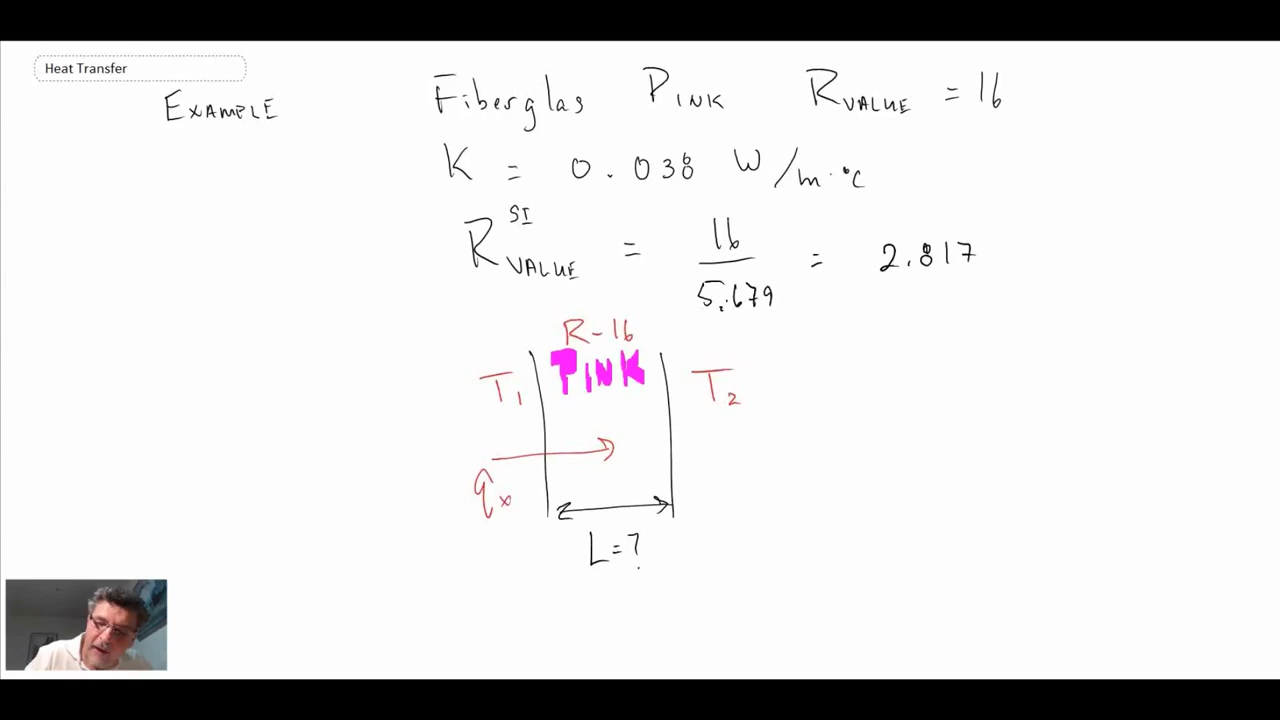 Heat Transfer
EXAMPLE Fiberglas PINK RVALUE = 16
K = 0.038 W/m·°C
R SI VALUE = 16 / 5.679 = 2.817
R-16
PINK
T1 T2
qx
L=?